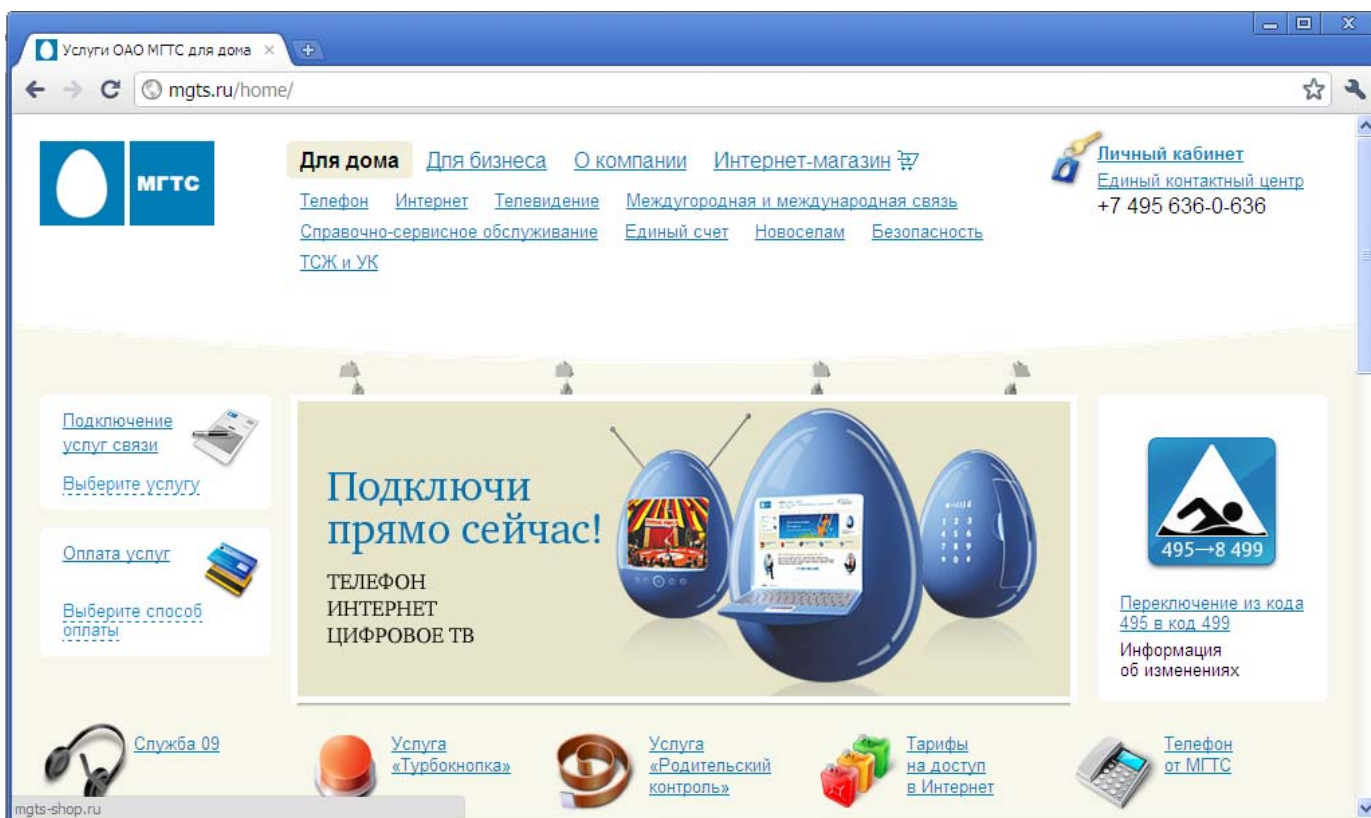 Услуги ОАО МГТС для дома
mgts.ru/home/
МГТС
Для дома Для бизнеса О компании Интернет-магазин
Телефон Интернет Телевидение Междугородная и международная связь
Справочно-сервисное обслуживание Единый счет Новоселам Безопасность
ТСЖ и УК
Личный кабинет
Единый контактный центр
+7 495 636-0-636
Подключение
услуг связи
Выберите услугу
Оплата услуг
Выберите способ
оплаты
Подключи
прямо сейчас!
ТЕЛЕФОН
ИНТЕРНЕТ
ЦИФРОВОЕ ТВ
495→8 499
Переключение из кода
495 в код 499
Информация
об изменениях
Служба 09
Услуга
«Турбокнопка»
Услуга
«Родительский
контроль»
Тарифы
на доступ
в Интернет
Телефон
от МГТС
mgts-shop.ru